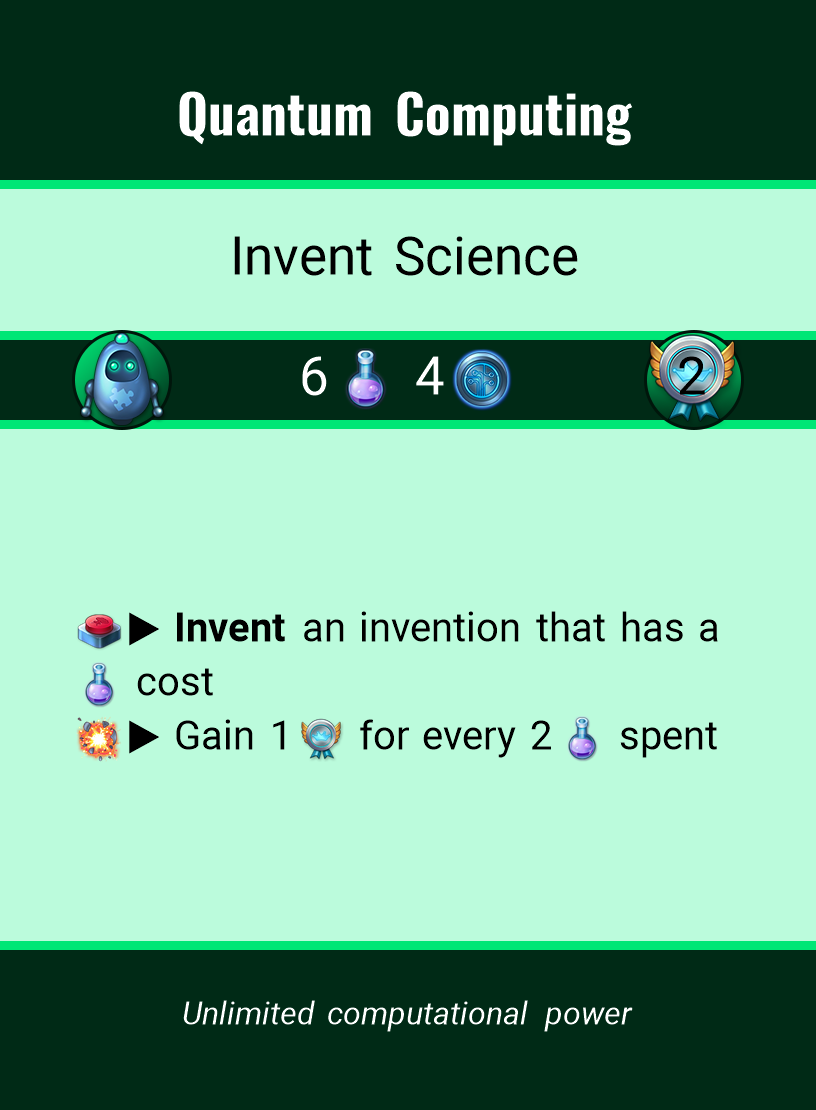 Quantum Computing
Invent Science
6 4 2
▶ Invent an invention that has a
cost
▶ Gain 1 for every 2 spent
Unlimited computational power